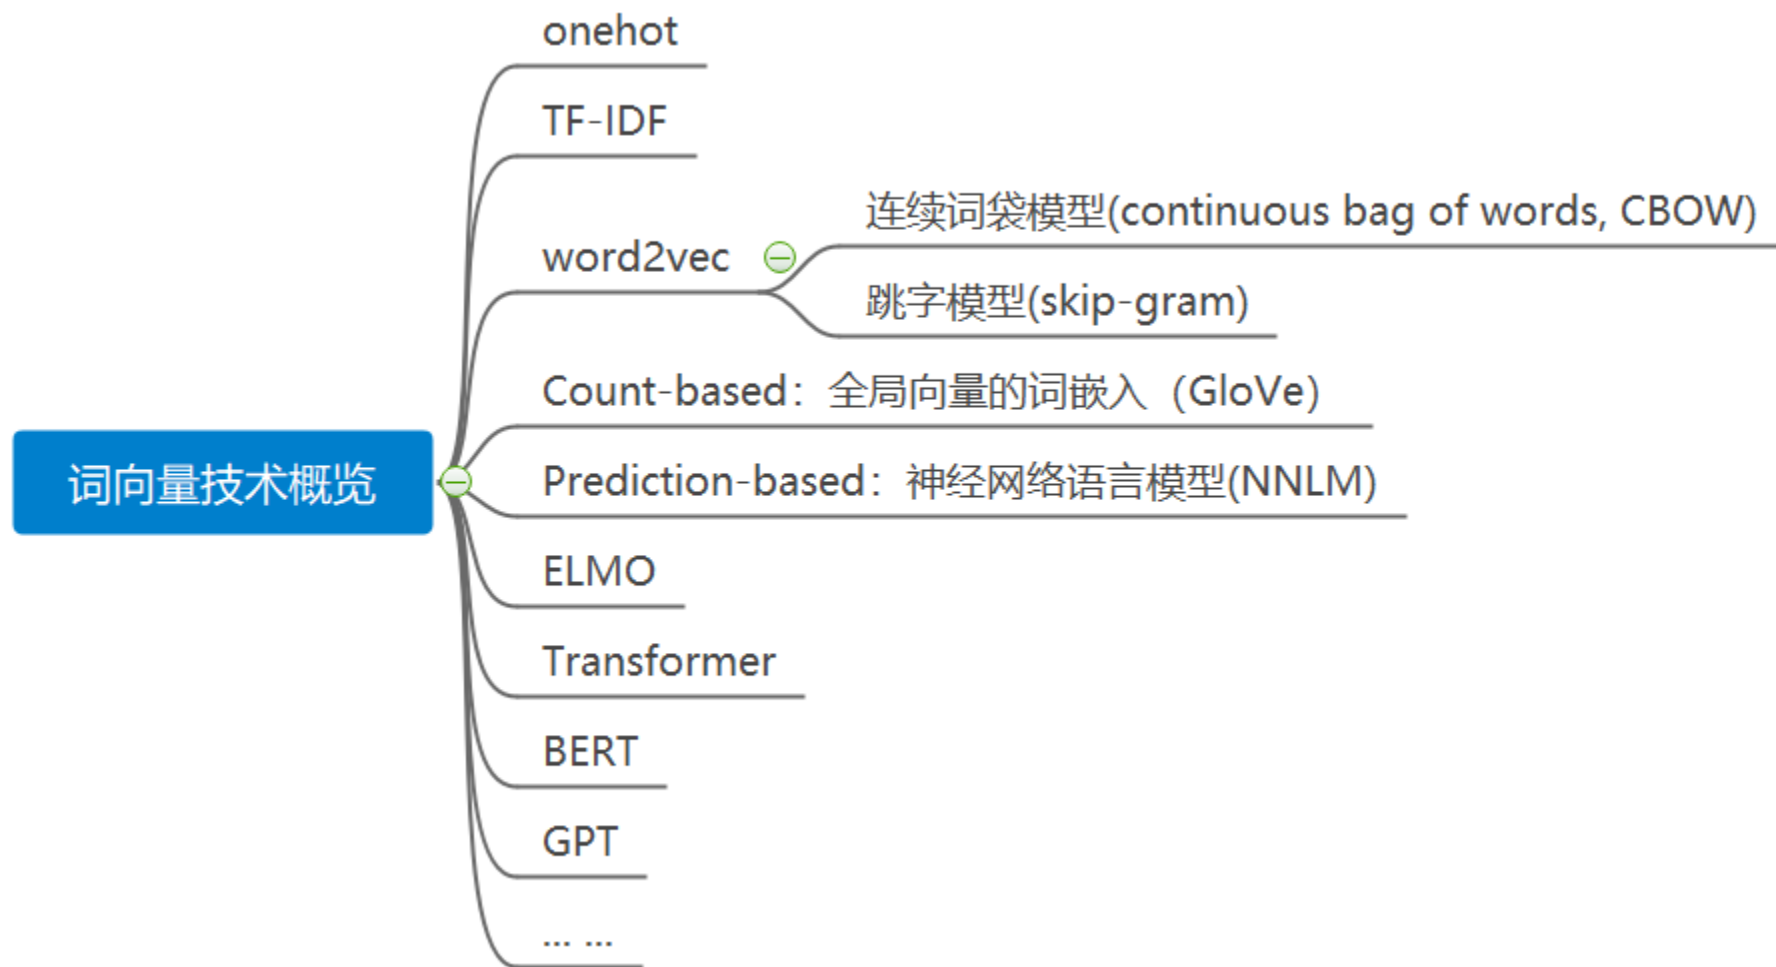 onehot
TF-IDF
word2vec
连续词袋模型(continuous bag of words, CBOW)
跳字模型(skip-gram)
Count-based：全局向量的词嵌入（GloVe）
词向量技术概览
Prediction-based：神经网络语言模型(NNLM)
ELMO
Transformer
BERT
GPT
... ...